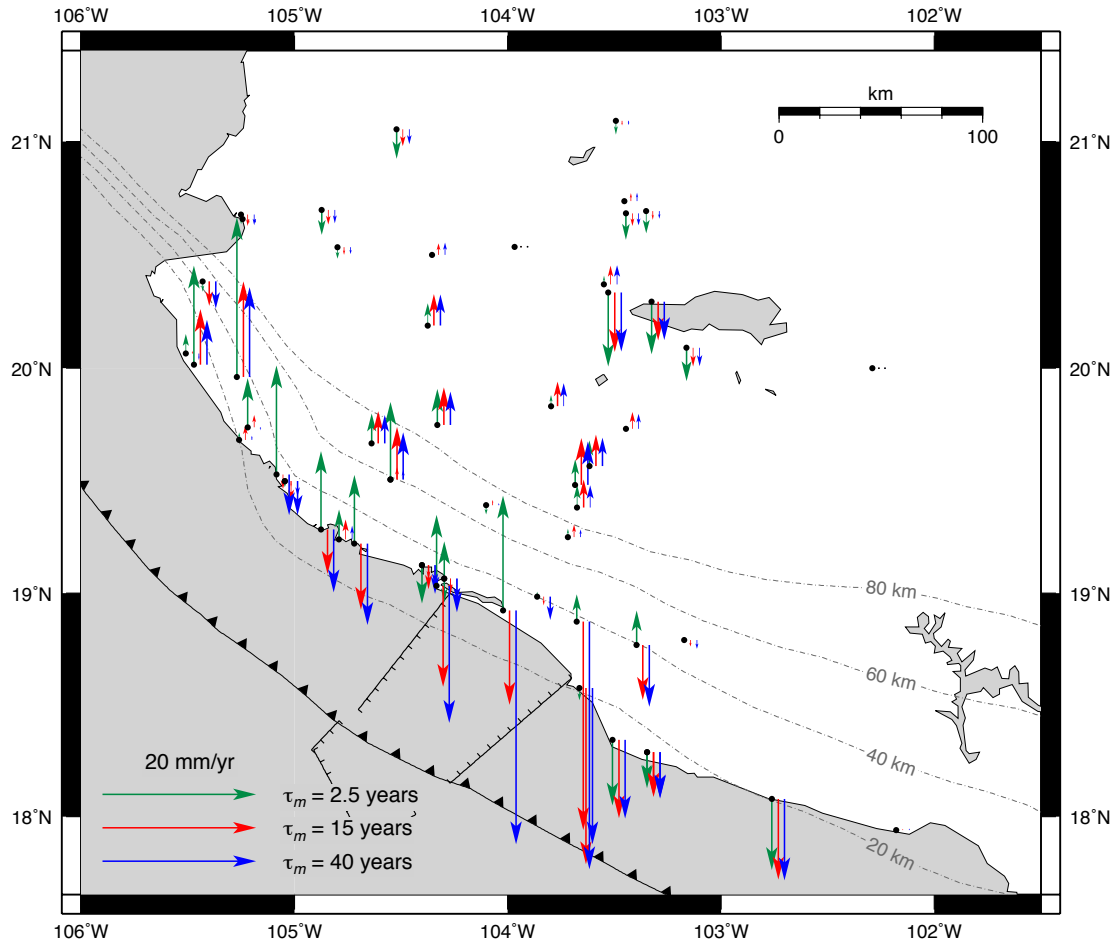 106˚W 105˚W 104˚W 103˚W 102˚W
km
0 100
21˚N 21˚N
20˚N 20˚N
19˚N 19˚N
80 km
60 km
40 km
20 mm/yr
τm = 2.5 years
18˚N τm = 15 years 18˚N
20 km
τm = 40 years
106˚W 105˚W 104˚W 103˚W 102˚W